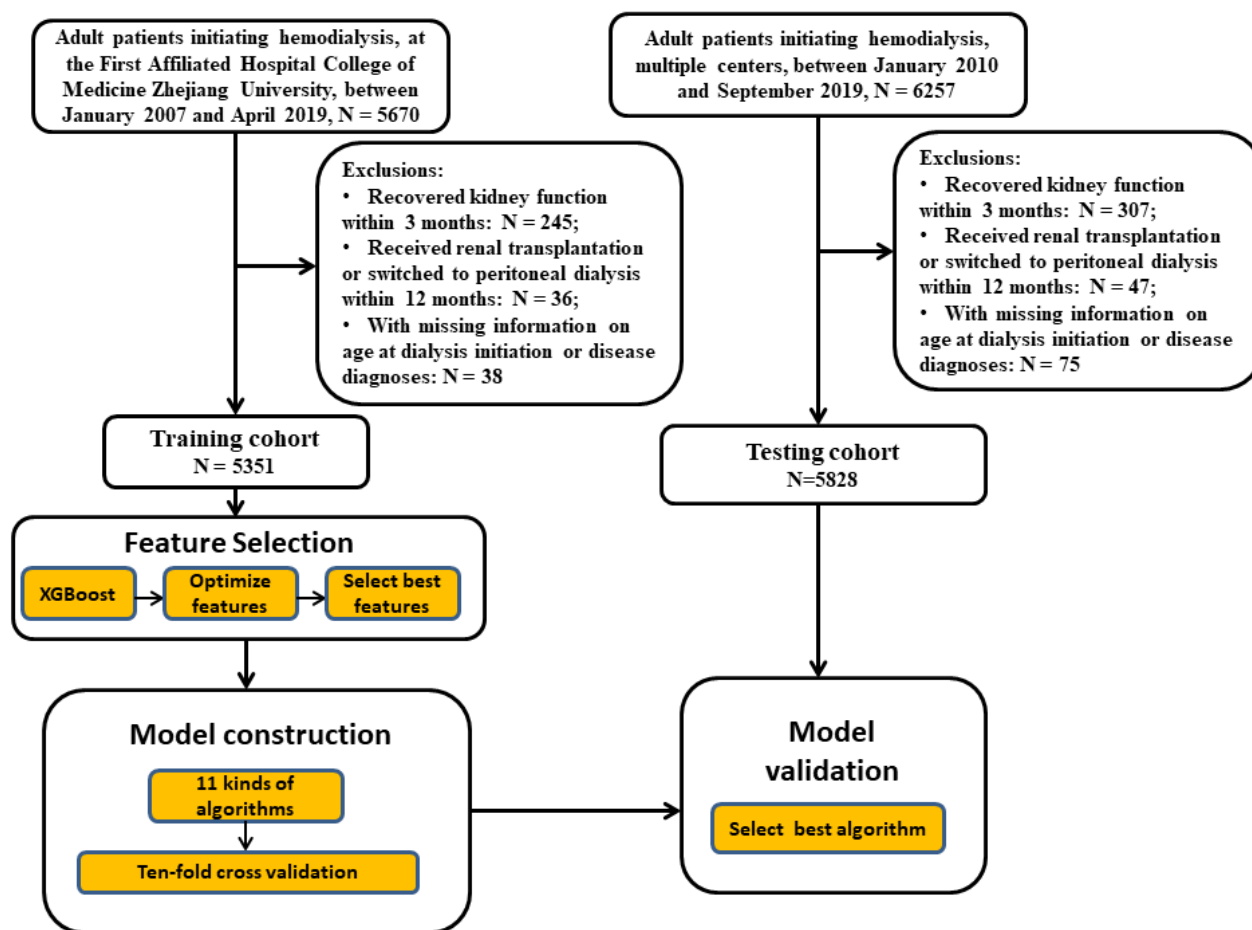 Adult patients initiating hemodialysis, at
the First Affiliated Hospital College of
Medicine Zhejiang University, between
January 2007 and April 2019, N = 5670
Adult patients initiating hemodialysis,
multiple centers, between January 2010
and September 2019, N = 6257
Exclusions:
• Recovered kidney function
within 3 months: N = 245;
• Received renal transplantation
or switched to peritoneal dialysis
within 12 months: N = 36;
• With missing information on
age at dialysis initiation or disease
diagnoses: N = 38
Exclusions:
• Recovered kidney function
within 3 months: N = 307;
• Received renal transplantation
or switched to peritoneal dialysis
within 12 months: N = 47;
• With missing information on
age at dialysis initiation or disease
diagnoses: N = 75
Training cohort
N = 5351
Testing cohort
N=5828
Feature Selection
XGBoost
Optimize
features
Select best
features
Model construction
11 kinds of
algorithms
Ten-fold cross validation
Model
validation
Select best algorithm